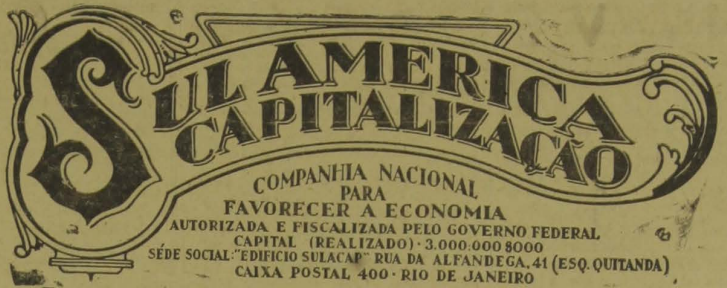 SUL AMERICA
CAPITALIZAÇÃO
COMPANHIA NACIONAL
PARA
FAVORECER A ECONOMIA
AUTORIZADA E FISCALIZADA PELO GOVERNO FEDERAL
CAPITAL (REALIZADO) · 3.000:000$000
SÉDE SOCIAL: "EDIFICIO SULACAP" RUA DA ALFANDEGA, 41 (ESQ. QUITANDA)
CAIXA POSTAL 400 · RIO DE JANEIRO